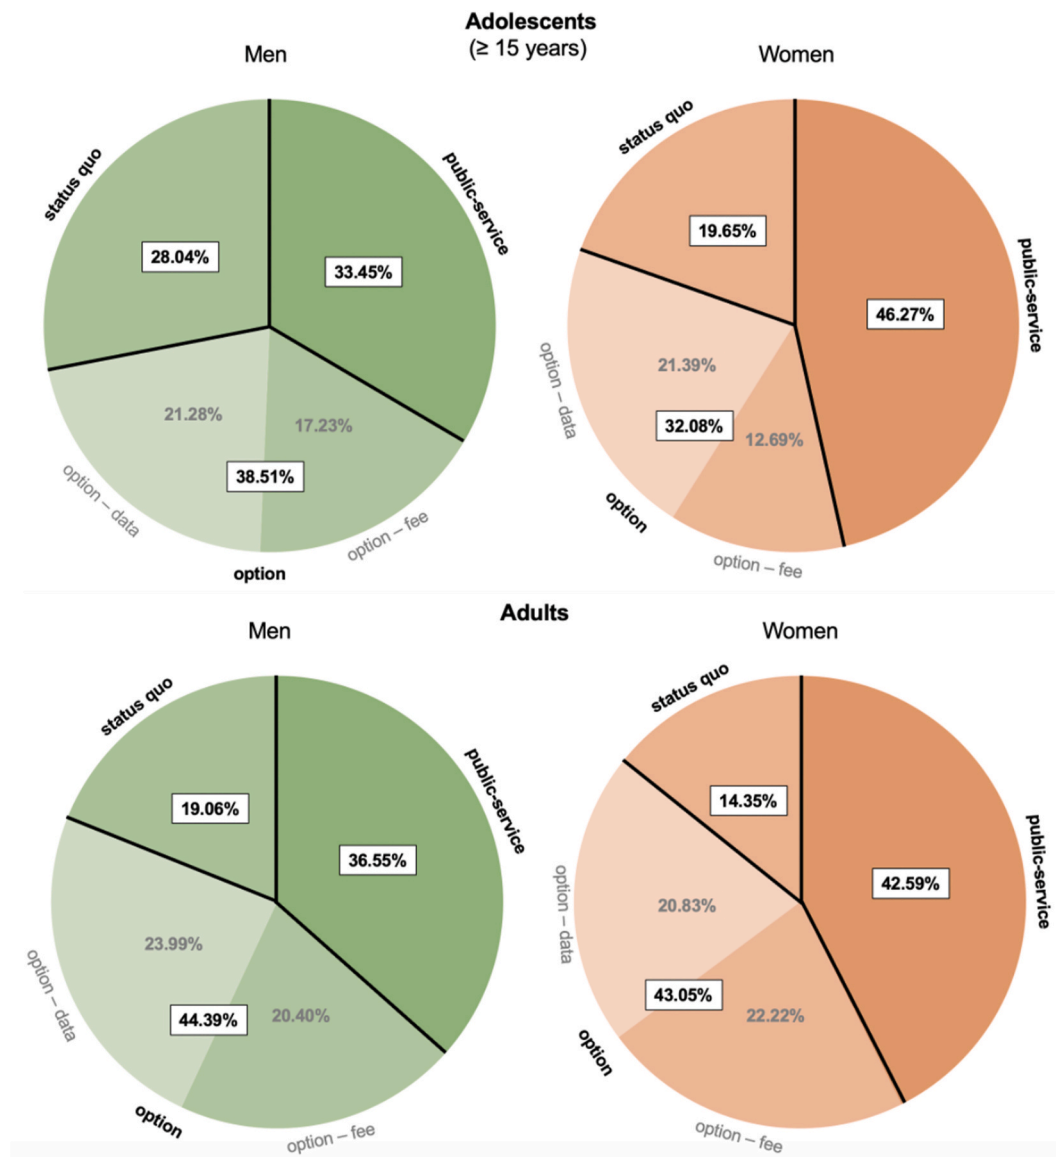 Adolescents
(≥ 15 years)
Men
Women
status quo
public-service
28.04%
33.45%
21.28%
17.23%
38.51%
option – data
option – fee
option
status quo
public-service
19.65%
46.27%
21.39%
32.08%
12.69%
option – data
option
option – fee
Adults
Men
Women
status quo
public-service
19.06%
36.55%
23.99%
20.40%
44.39%
option – data
option
option – fee
status quo
public-service
14.35%
42.59%
20.83%
43.05%
22.22%
option – data
option
option – fee